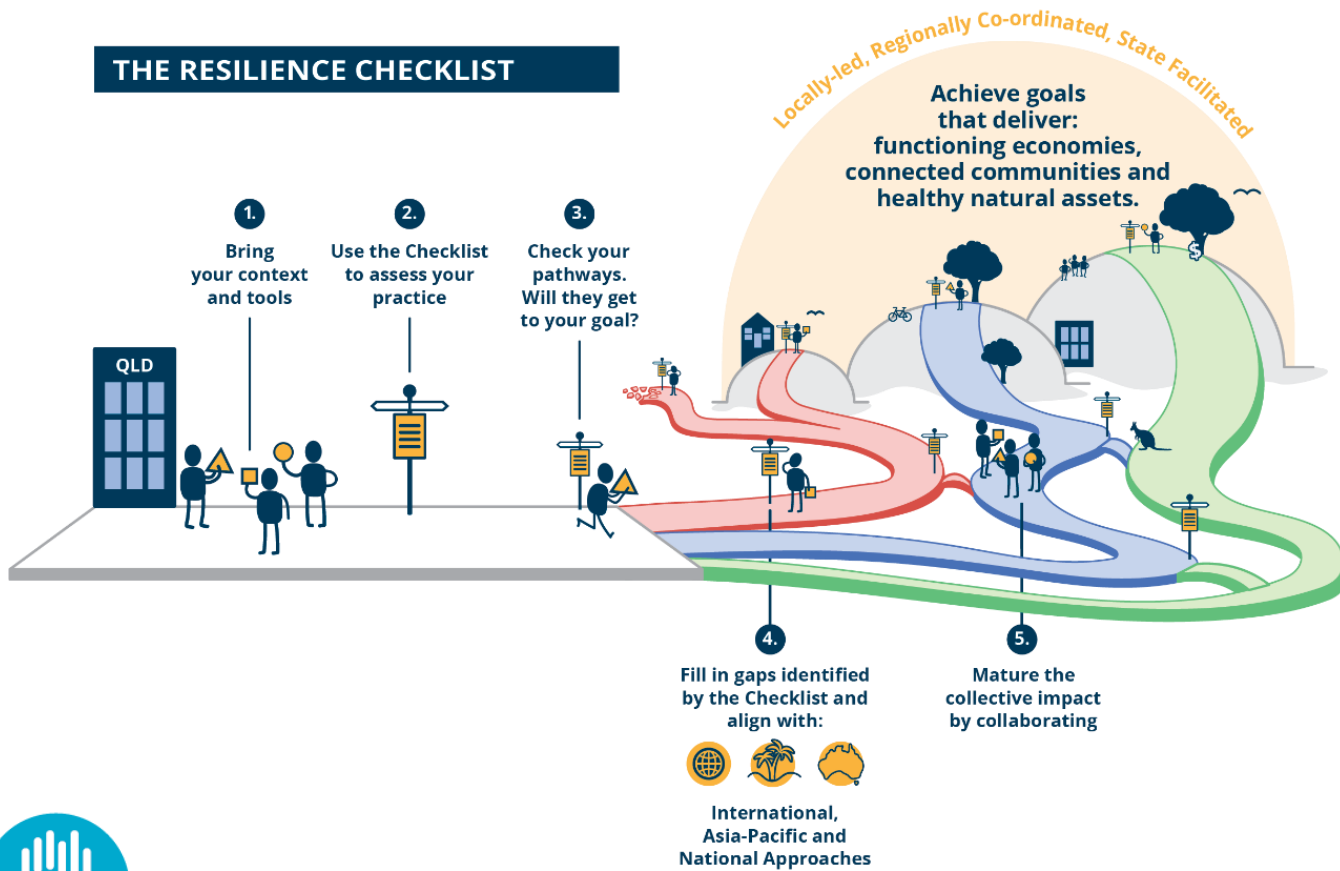 THE RESILIENCE CHECKLIST
Locally-led, Regionally Co-ordinated, State Facilitated
Achieve goals
that deliver:
functioning economies,
connected communities and
healthy natural assets.
1.
Bring
your context
and tools
2.
Use the Checklist
to assess your
practice
3.
Check your
pathways.
Will they get
to your goal?
QLD
$
4.
Fill in gaps identified
by the Checklist and
align with:
International,
Asia-Pacific and
National Approaches
5.
Mature the
collective impact
by collaborating